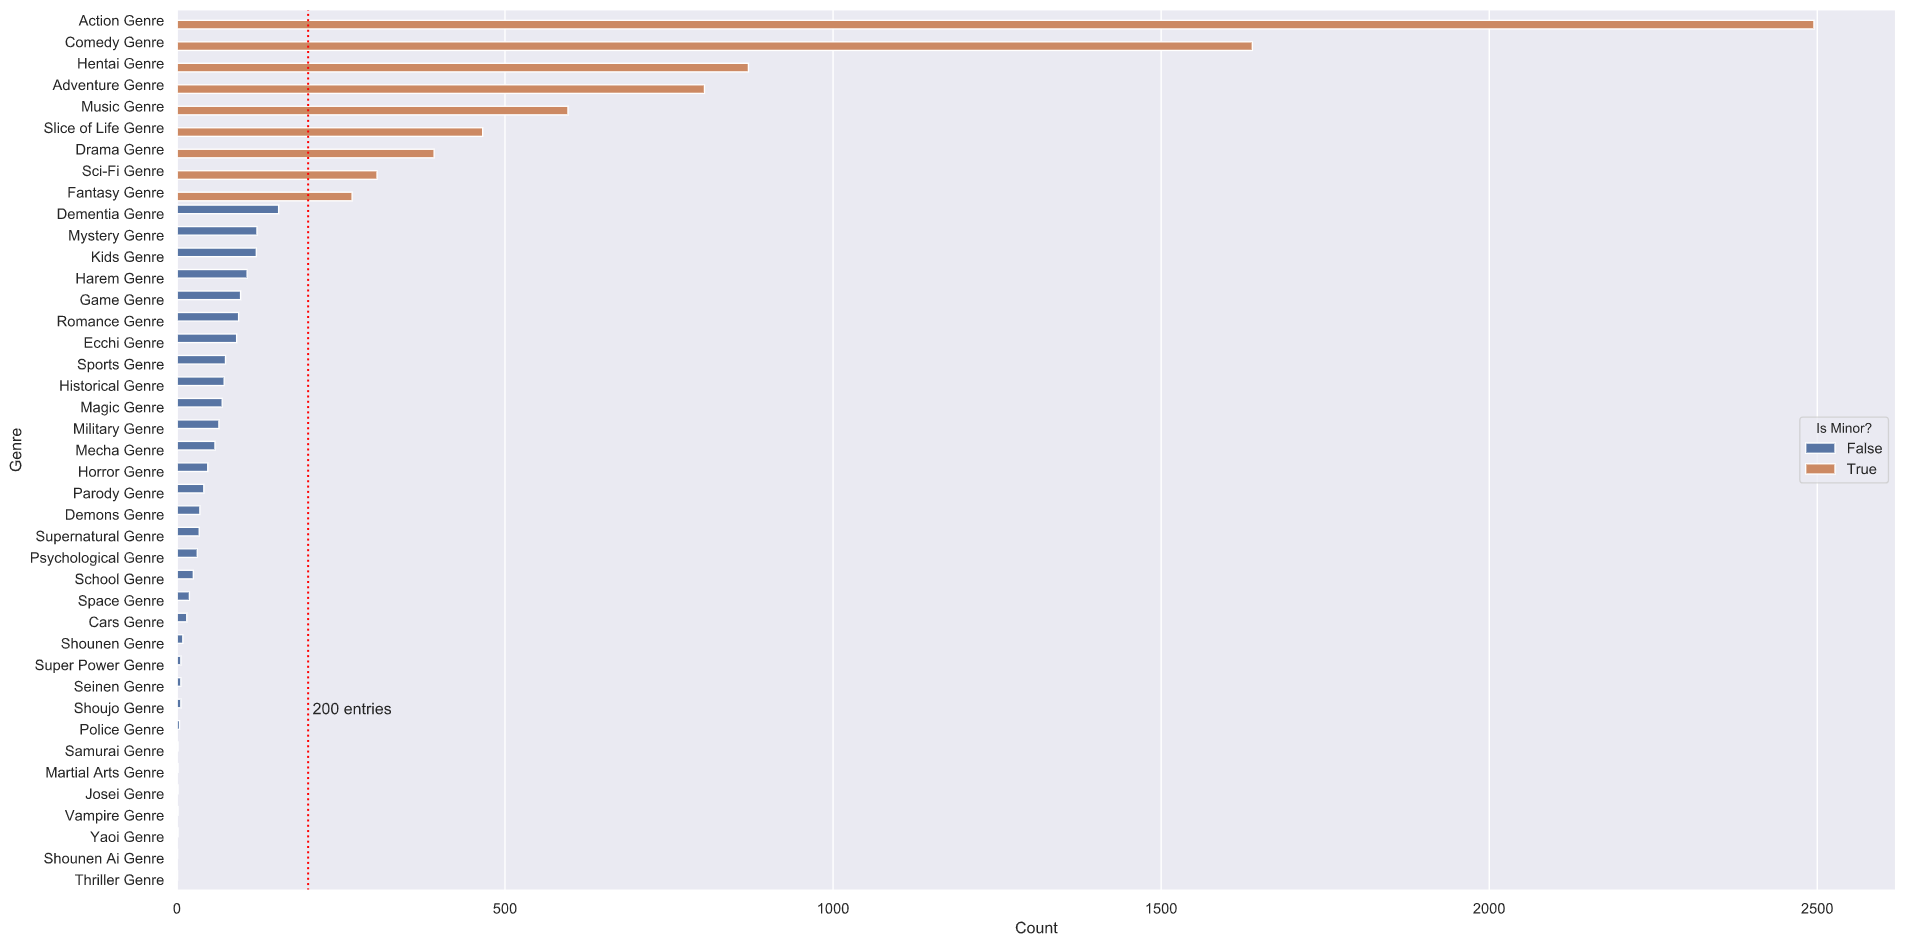 Action Genre
Comedy Genre
Hentai Genre
Adventure Genre
Music Genre
Slice of Life Genre
Drama Genre
Sci-Fi Genre
Fantasy Genre
Dementia Genre
Mystery Genre
Kids Genre
Harem Genre
Game Genre
Romance Genre
Ecchi Genre
Sports Genre
Historical Genre
Magic Genre
Military Genre
Mecha Genre
Horror Genre
Parody Genre
Demons Genre
Supernatural Genre
Psychological Genre
School Genre
Space Genre
Cars Genre
Shounen Genre
Super Power Genre
Seinen Genre
Shoujo Genre
Police Genre
Samurai Genre
Martial Arts Genre
Josei Genre
Vampire Genre
Yaoi Genre
Shounen Ai Genre
Thriller Genre
Genre
200 entries
Is Minor?
False
True
0 500 1000 1500 2000 2500
Count